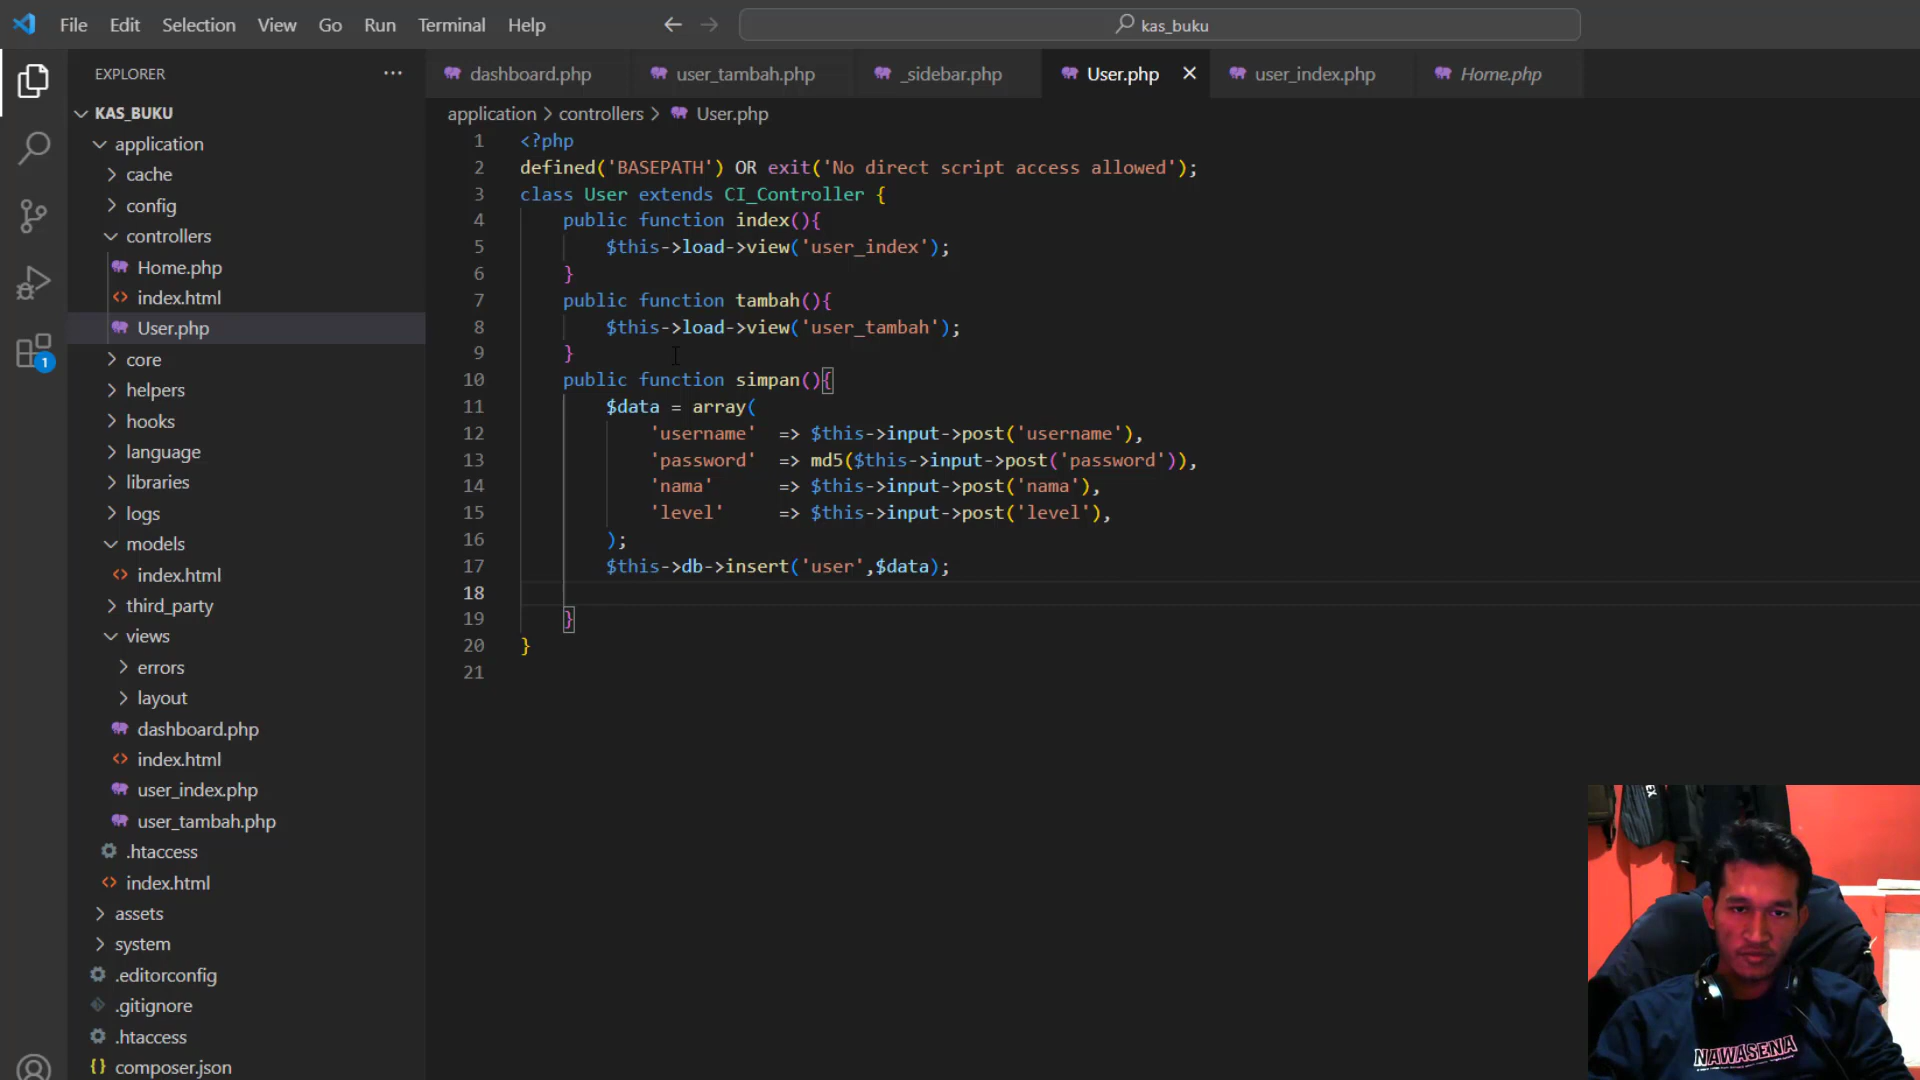 File Edit Selection View Go Run Terminal Help
kas_buku
EXPLORER
KAS_BUKU
application
cache
config
controllers
Home.php
index.html
User.php
core
helpers
hooks
language
libraries
logs
models
index.html
third_party
views
errors
layout
dashboard.php
index.html
user_index.php
user_tambah.php
.htaccess
index.html
assets
system
.editorconfig
.gitignore
.htaccess
composer.json
1
dashboard.php user_tambah.php _sidebar.php User.php user_index.php Home.php
application > controllers > User.php
1 <?php
2 defined('BASEPATH') OR exit('No direct script access allowed');
3 class User extends CI_Controller {
4 public function index(){
5 $this->load->view('user_index');
6 }
7 public function tambah(){
8 $this->load->view('user_tambah');
9 }
10 public function simpan(){
11 $data = array(
12 'username' => $this->input->post('username'),
13 'password' => md5($this->input->post('password')),
14 'nama' => $this->input->post('nama'),
15 'level' => $this->input->post('level'),
16 );
17 $this->db->insert('user',$data);
18
19 }
20 }
21
NAWASENA